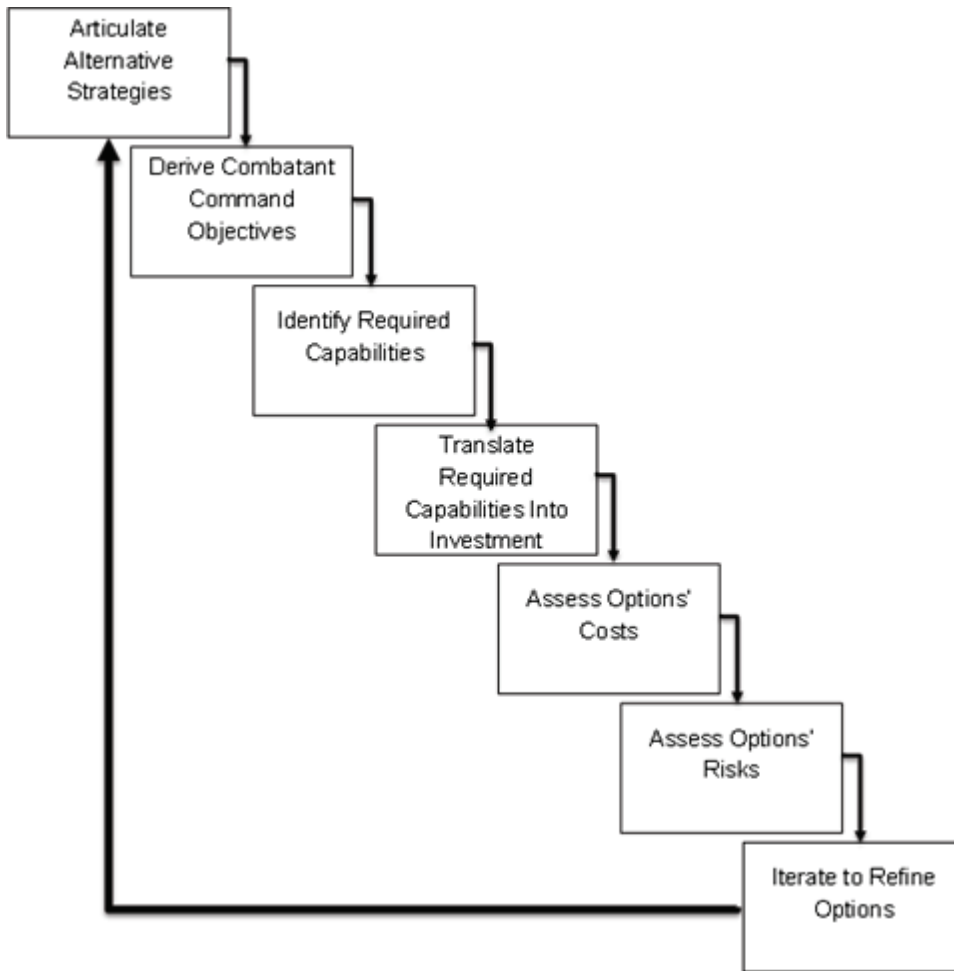 Articulate
Alternative
Strategies
Derive Combatant
Command
Objectives
Identify Required
Capabilities
Translate
Required
Capabilities Into
Investment
Assess Options'
Costs
Assess Options'
Risks
Iterate to Refine
Options